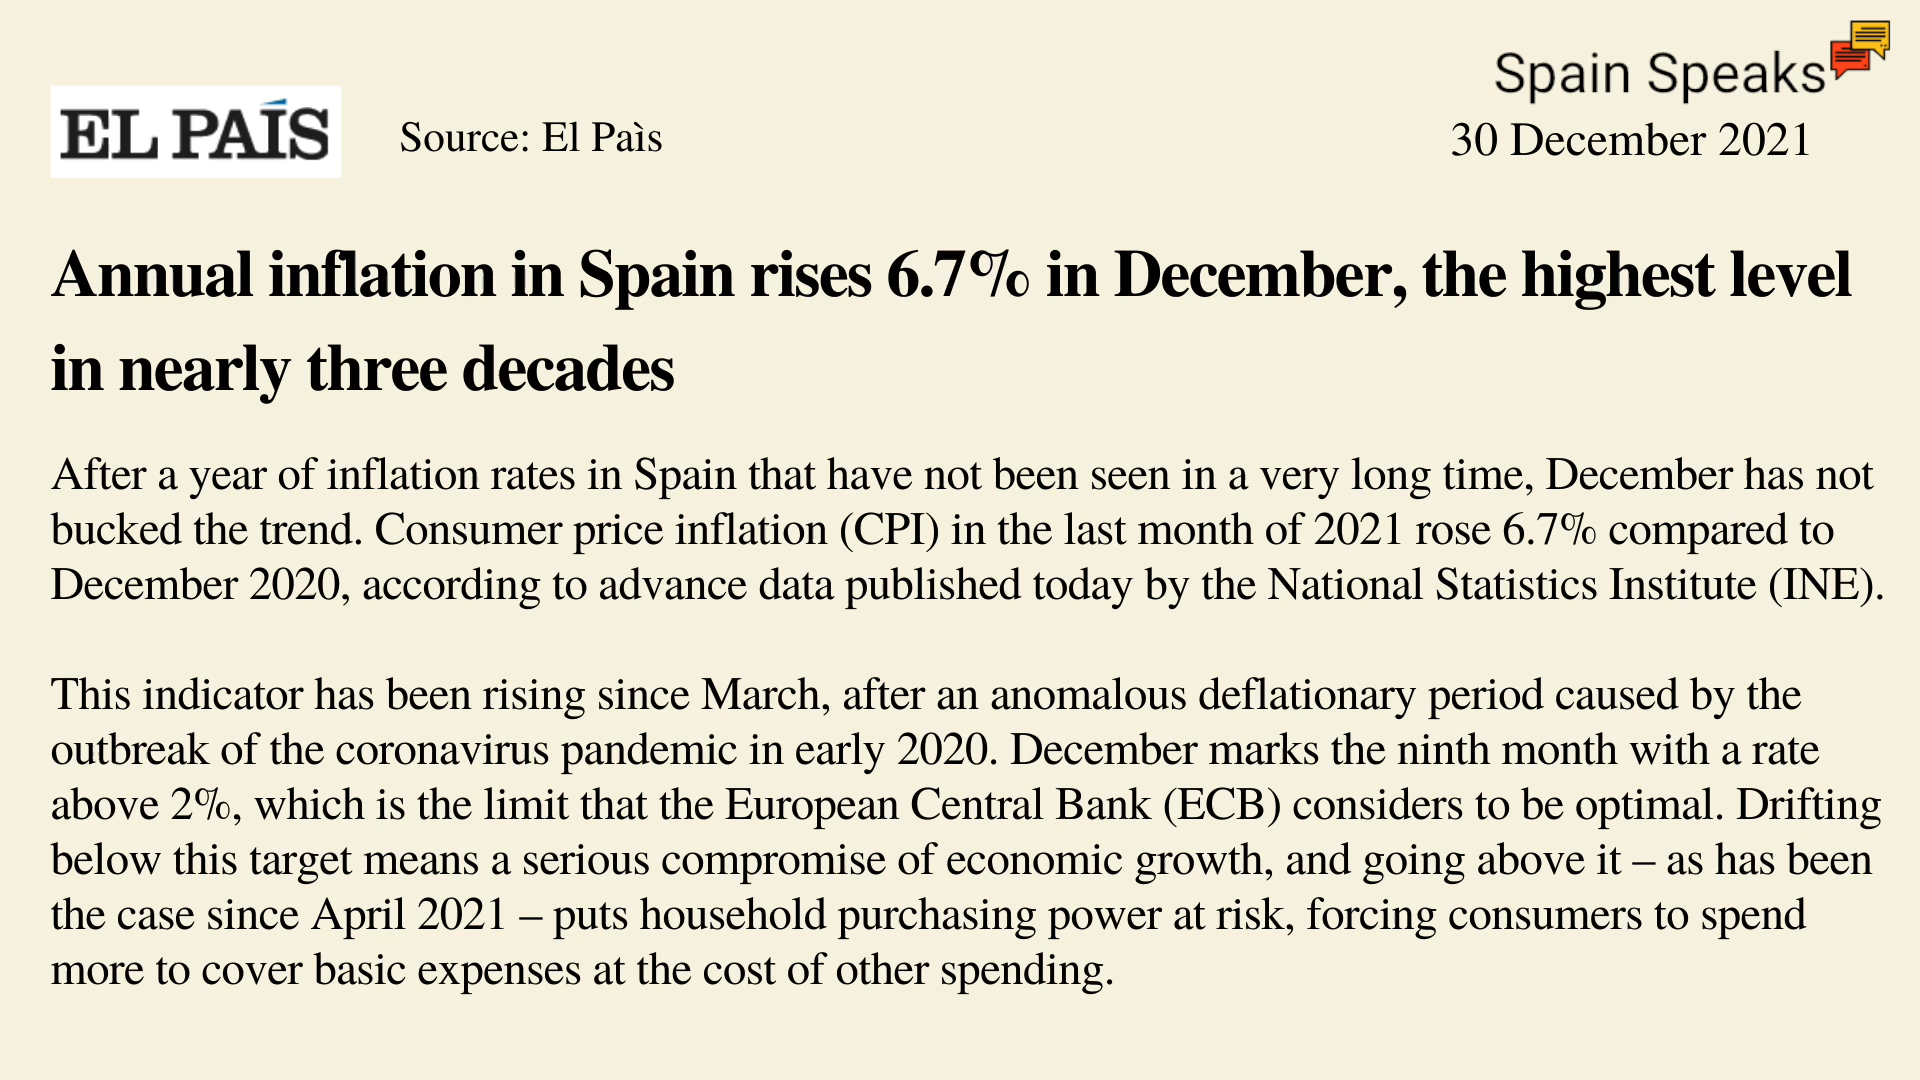 Spain Speaks
EL PAÍS
Source: El Paìs
30 December 2021
Annual inflation in Spain rises 6.7% in December, the highest level
in nearly three decades
After a year of inflation rates in Spain that have not been seen in a very long time, December has not
bucked the trend. Consumer price inflation (CPI) in the last month of 2021 rose 6.7% compared to
December 2020, according to advance data published today by the National Statistics Institute (INE).
This indicator has been rising since March, after an anomalous deflationary period caused by the
outbreak of the coronavirus pandemic in early 2020. December marks the ninth month with a rate
above 2%, which is the limit that the European Central Bank (ECB) considers to be optimal. Drifting
below this target means a serious compromise of economic growth, and going above it – as has been
the case since April 2021 – puts household purchasing power at risk, forcing consumers to spend
more to cover basic expenses at the cost of other spending.